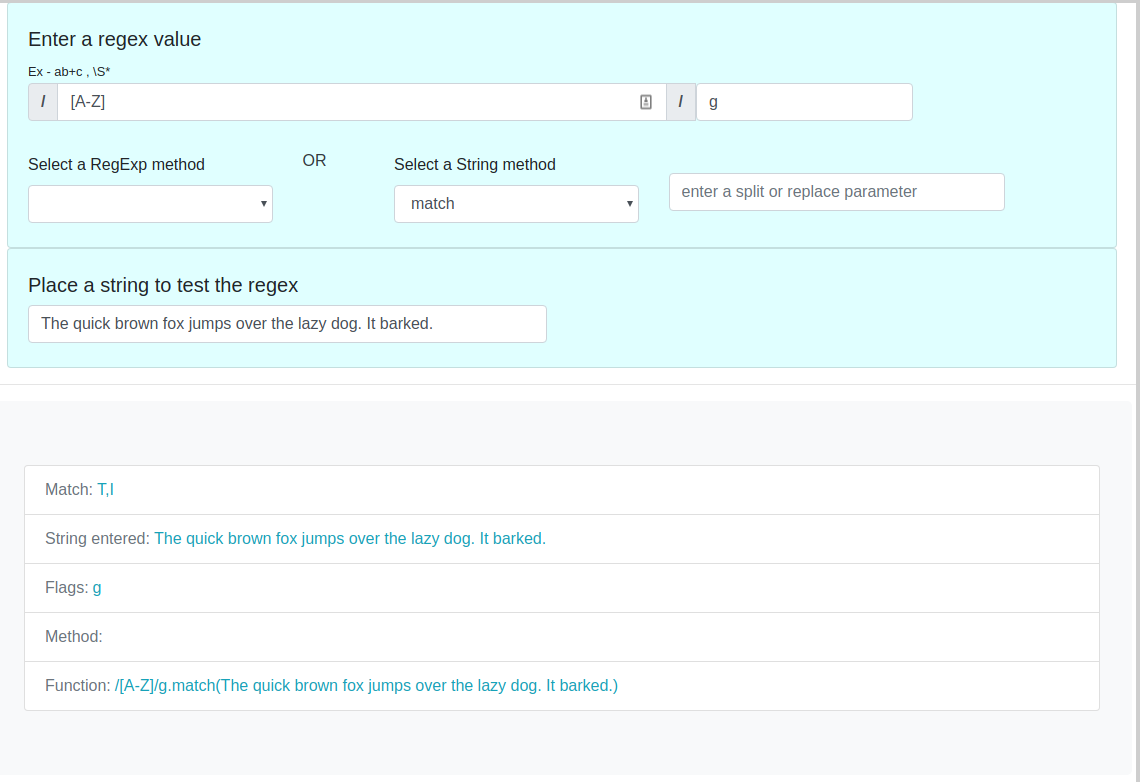 Enter a regex value
Ex - ab+c , \S*
/ [A-Z] / g
Select a RegExp method OR Select a String method
match enter a split or replace parameter
Place a string to test the regex
The quick brown fox jumps over the lazy dog. It barked.
Match: T,I
String entered: The quick brown fox jumps over the lazy dog. It barked.
Flags: g
Method:
Function: /[A-Z]/g.match(The quick brown fox jumps over the lazy dog. It barked.)